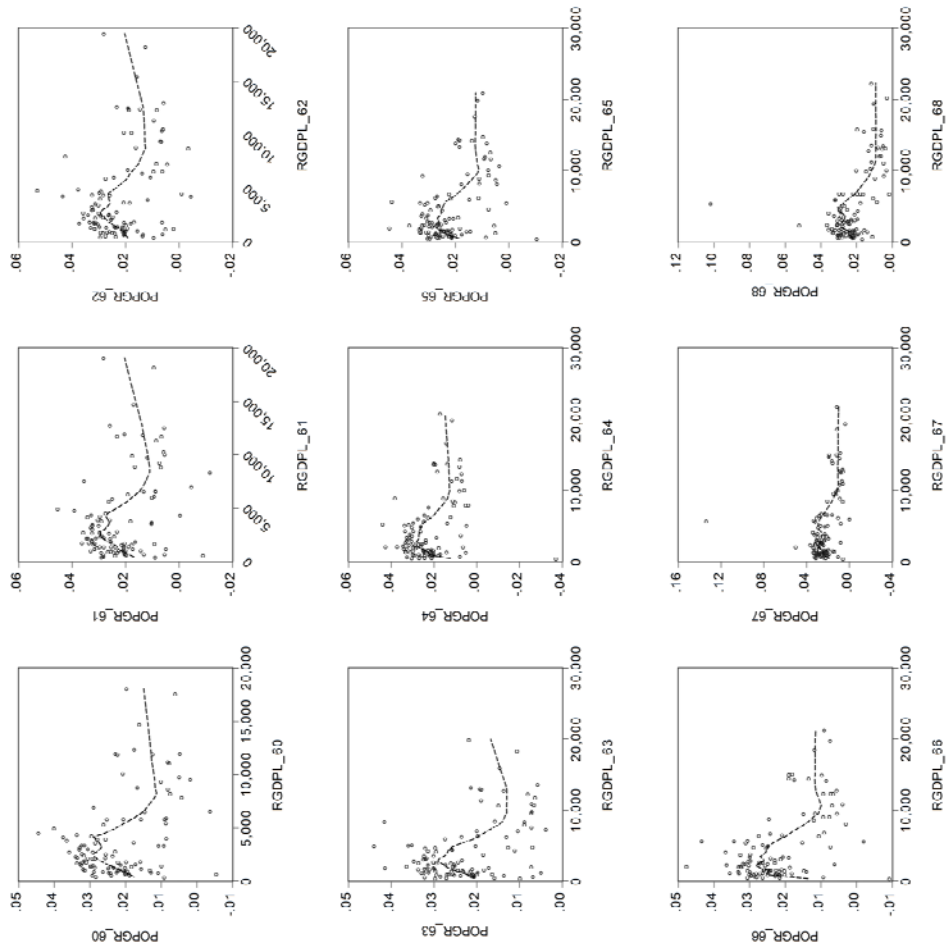 POPGR_60
.05
.04
.03
.02
.01
.00
-.01
0 5,000 10,000 15,000 20,000
RGDPL_60
POPGR_61
.06
.04
.02
.00
-.02
0 5,000 10,000 15,000 20,000
RGDPL_61
POPGR_62
.06
.04
.02
.00
-.02
0 5,000 10,000 15,000 20,000
RGDPL_62
POPGR_63
.05
.04
.03
.02
.01
.00
0 10,000 20,000 30,000
RGDPL_63
POPGR_64
.06
.04
.02
.00
-.02
-.04
0 10,000 20,000 30,000
RGDPL_64
POPGR_65
.06
.04
.02
.00
-.02
0 10,000 20,000 30,000
RGDPL_65
POPGR_66
.05
.04
.03
.02
.01
.00
-.01
0 10,000 20,000 30,000
RGDPL_66
POPGR_67
.16
.12
.08
.04
.00
-.04
0 10,000 20,000 30,000
RGDPL_67
POPGR_68
.12
.10
.08
.06
.04
.02
.00
0 10,000 20,000 30,000
RGDPL_68